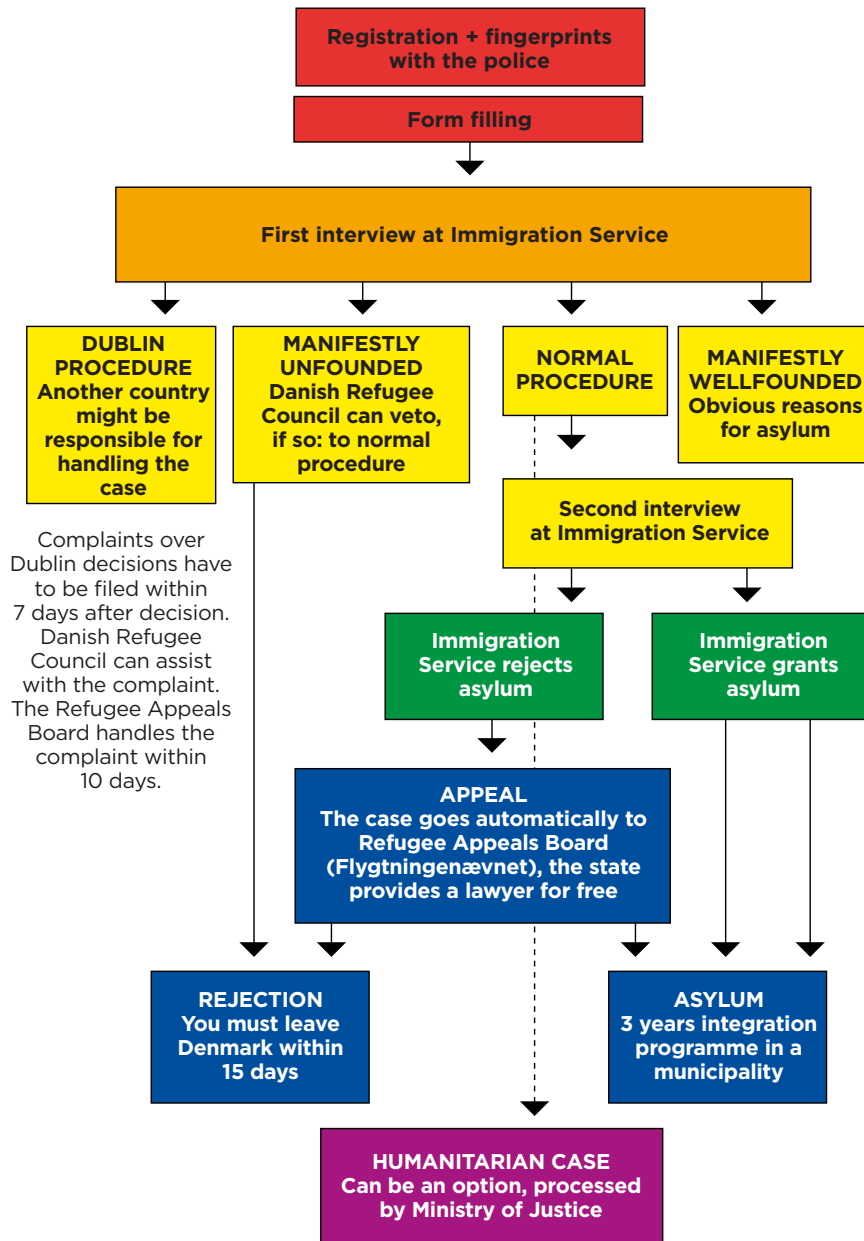 Registration + fingerprints
with the police
Form filling
First interview at Immigration Service
DUBLIN
PROCEDURE
Another country
might be
responsible for
handling the
case
MANIFESTLY
UNFOUNDED
Danish Refugee
Council can veto,
if so: to normal
procedure
NORMAL
PROCEDURE
MANIFESTLY
WELLFOUNDED
Obvious reasons
for asylum
Second interview
at Immigration Service
Complaints over
Dublin decisions have
to be filed within
7 days after decision.
Danish Refugee
Council can assist
with the complaint.
The Refugee Appeals
Board handles the
complaint within
10 days.
Immigration
Service rejects
asylum
Immigration
Service grants
asylum
APPEAL
The case goes automatically to
Refugee Appeals Board
(Flygtningenævnet), the state
provides a lawyer for free
REJECTION
You must leave
Denmark within
15 days
ASYLUM
3 years integration
programme in a
municipality
HUMANITARIAN CASE
Can be an option, processed
by Ministry of Justice